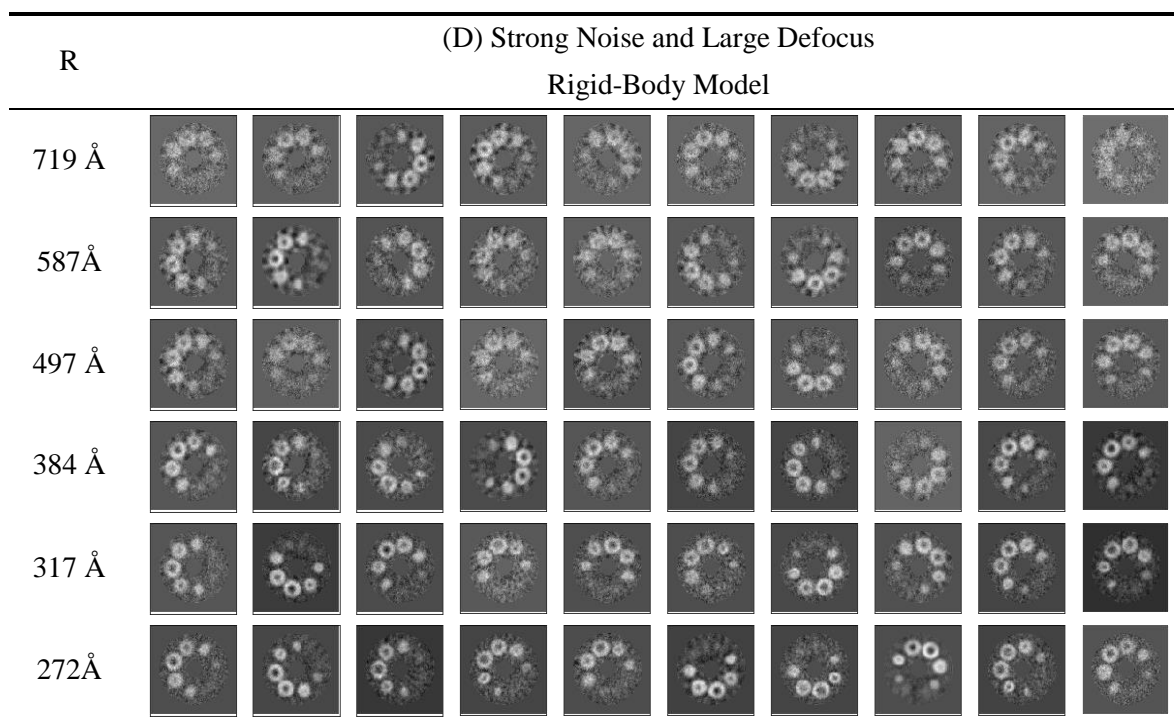 R
(D) Strong Noise and Large Defocus
Rigid-Body Model
719 Å
587Å
497 Å
384 Å
317 Å
272Å